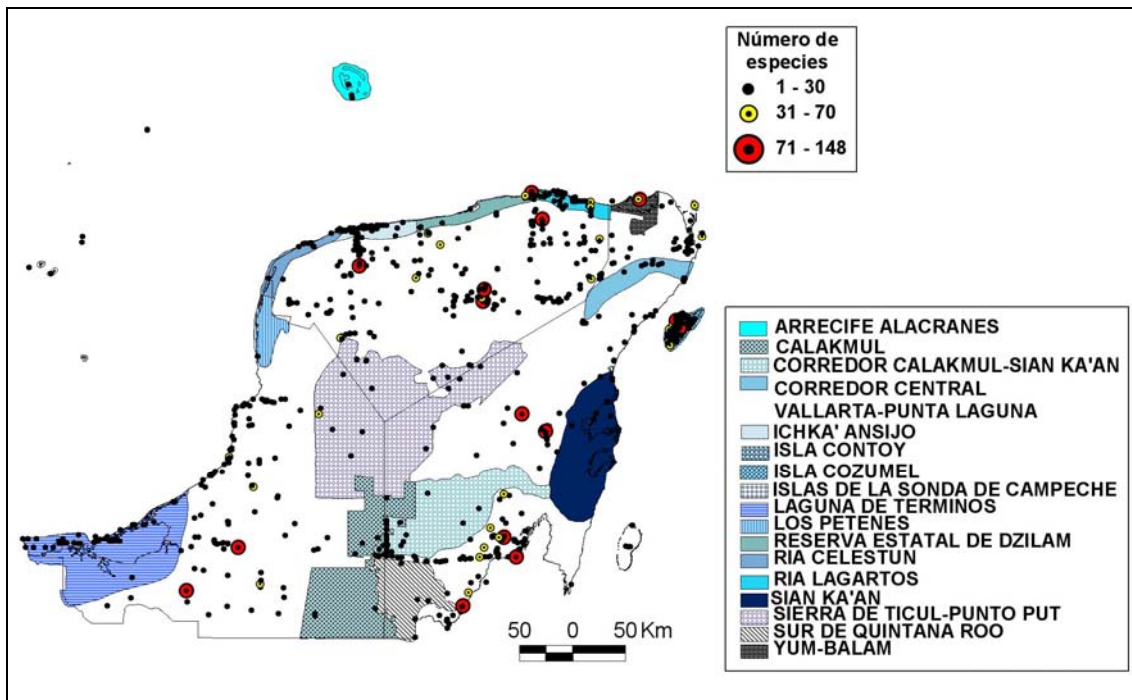 Número de
especies
1 - 30
31 - 70
71 - 148
ARRECIFE ALACRANES
CALAKMUL
CORREDOR CALAKMUL-SIAN KA'AN
CORREDOR CENTRAL
VALLARTA-PUNTA LAGUNA
ICHKA' ANSIJO
ISLA CONTOY
ISLA COZUMEL
ISLAS DE LA SONDA DE CAMPECHE
LAGUNA DE TERMINOS
LOS PETENES
RESERVA ESTATAL DE DZILAM
RIA CELESTUN
RIA LAGARTOS
SIAN KA'AN
SIERRA DE TICUL-PUNTO PUT
SUR DE QUINTANA ROO
YUM-BALAM
50 0 50 Km